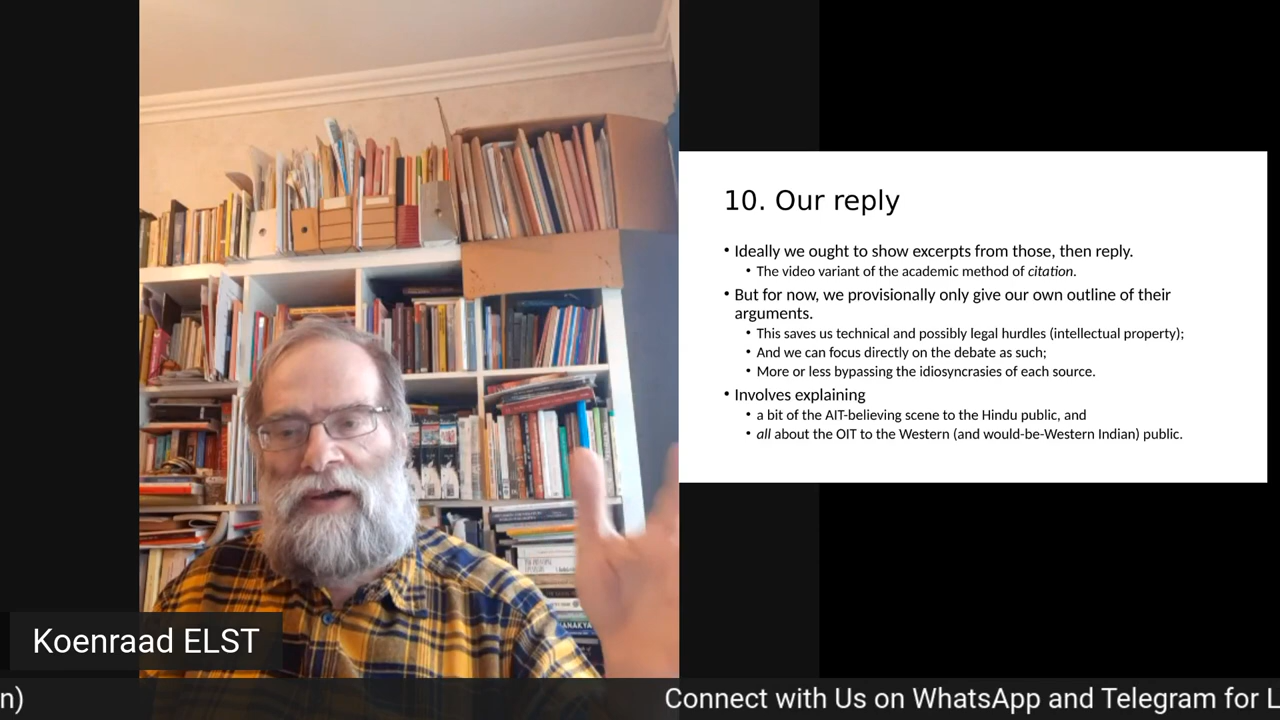 10. Our reply
• Ideally we ought to show excerpts from those, then reply.
• The video variant of the academic method of citation.
• But for now, we provisionally only give our own outline of their
arguments.
• This saves us technical and possibly legal hurdles (intellectual property);
• And we can focus directly on the debate as such;
• More or less bypassing the idiosyncrasies of each source.
• Involves explaining
• a bit of the AIT-believing scene to the Hindu public, and
• all about the OIT to the Western (and would-be-Western Indian) public.
Koenraad ELST
n) Connect with Us on WhatsApp and Telegram for L